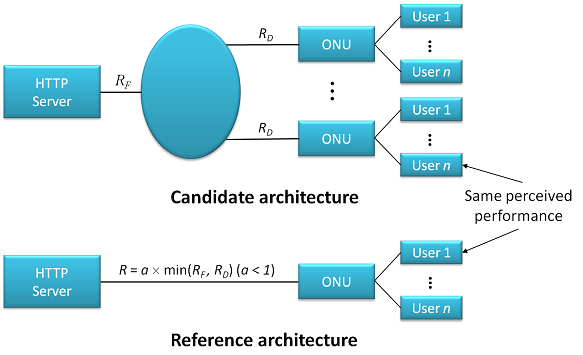 User 1
R_D
ONU
⋮
User n
HTTP
Server
R_F
⋮
User 1
R_D
ONU
⋮
User n
Candidate architecture
Same perceived
performance
User 1
HTTP
Server
R = a × min(R_F, R_D) (a < 1)
ONU
⋮
User n
Reference architecture